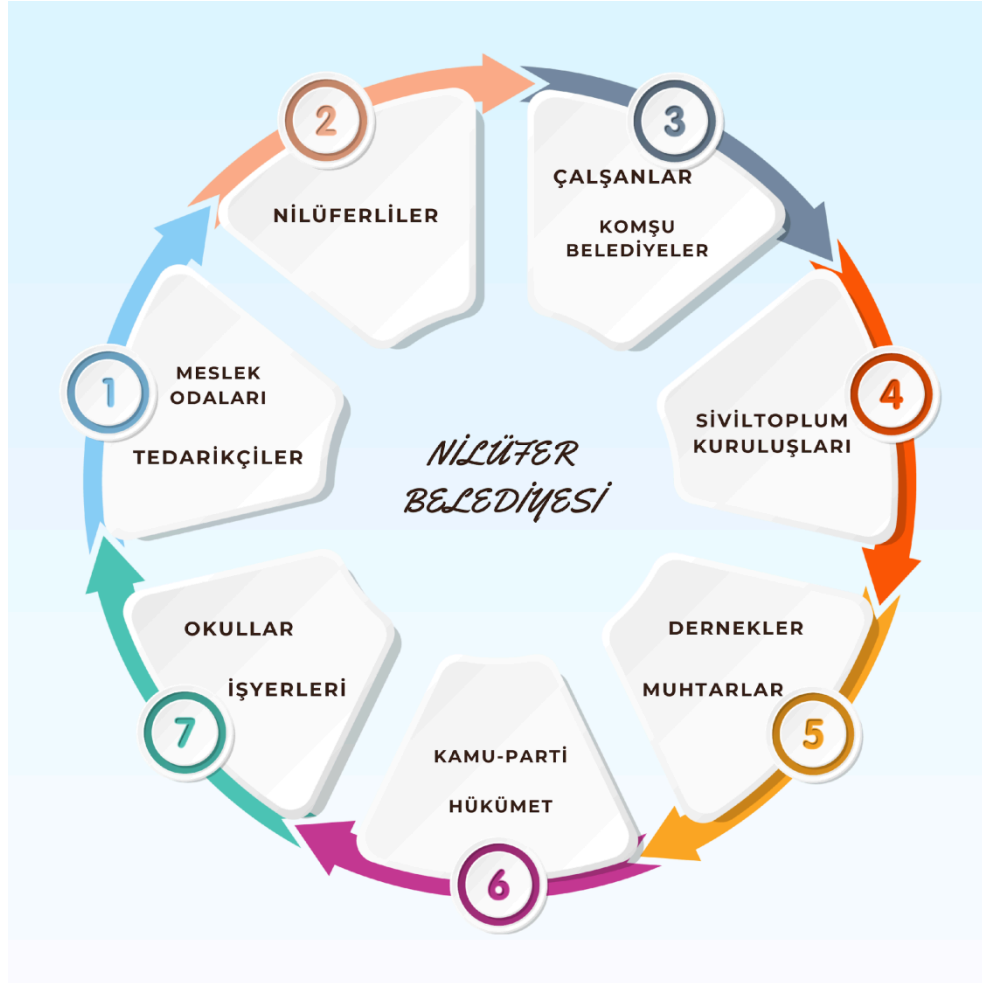 NİLÜFER
BELEDİYESİ
1
MESLEK
ODALARI
TEDARİKÇİLER
2
NİLÜFERLİLER
3
ÇALŞANLAR
KOMŞU
BELEDİYELER
4
SİVİLTOPLUM
KURULUŞLARI
5
DERNEKLER
MUHTARLAR
6
KAMU-PARTİ
HÜKÜMET
7
OKULLAR
İŞYERLERİ